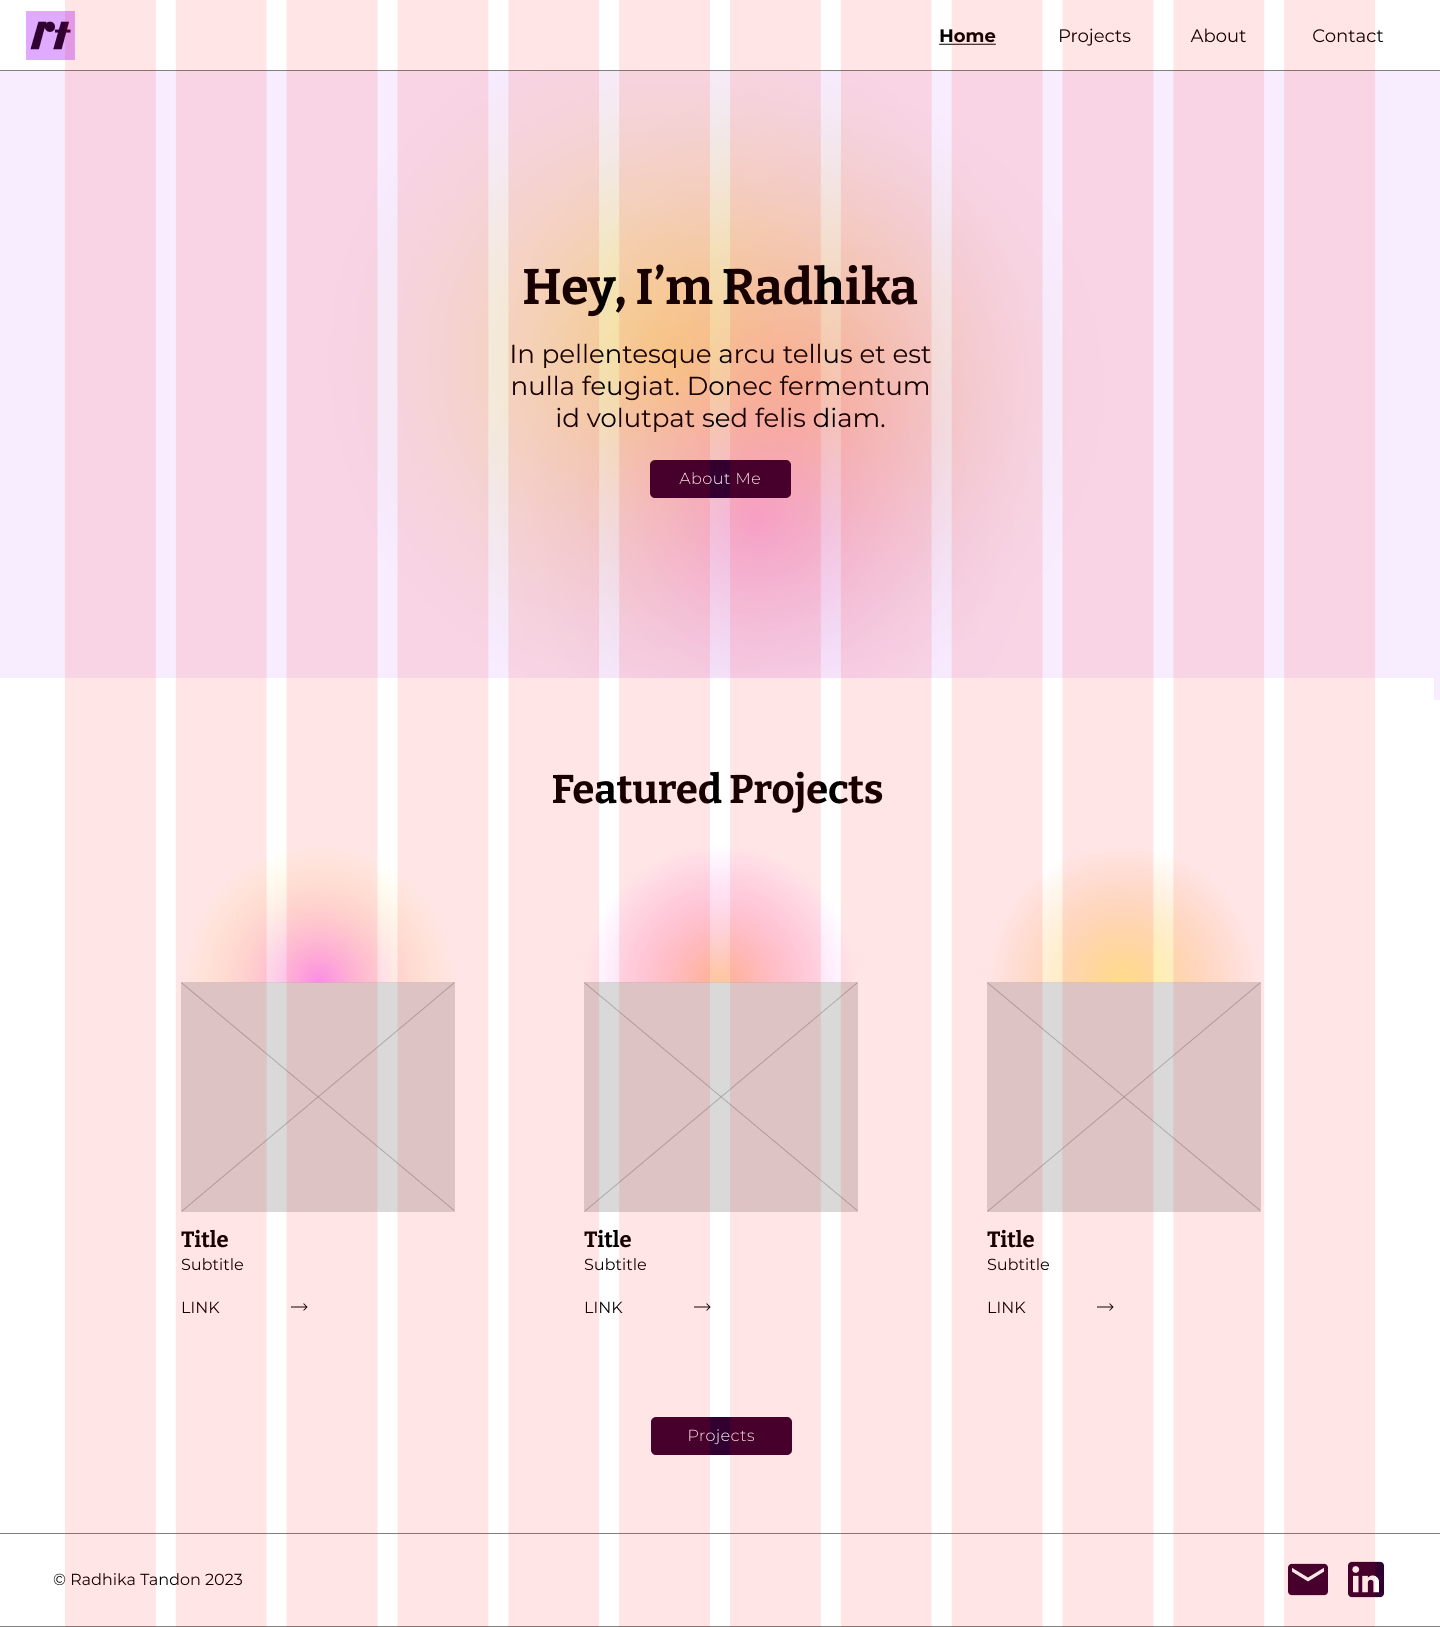 rt
Home Projects About Contact
Hey, I’m Radhika
In pellentesque arcu tellus et est
nulla feugiat. Donec fermentum
id volutpat sed felis diam.
About Me
Featured Projects
Title Title Title
Subtitle Subtitle Subtitle
LINK → LINK → LINK →
Projects
© Radhika Tandon 2023
in